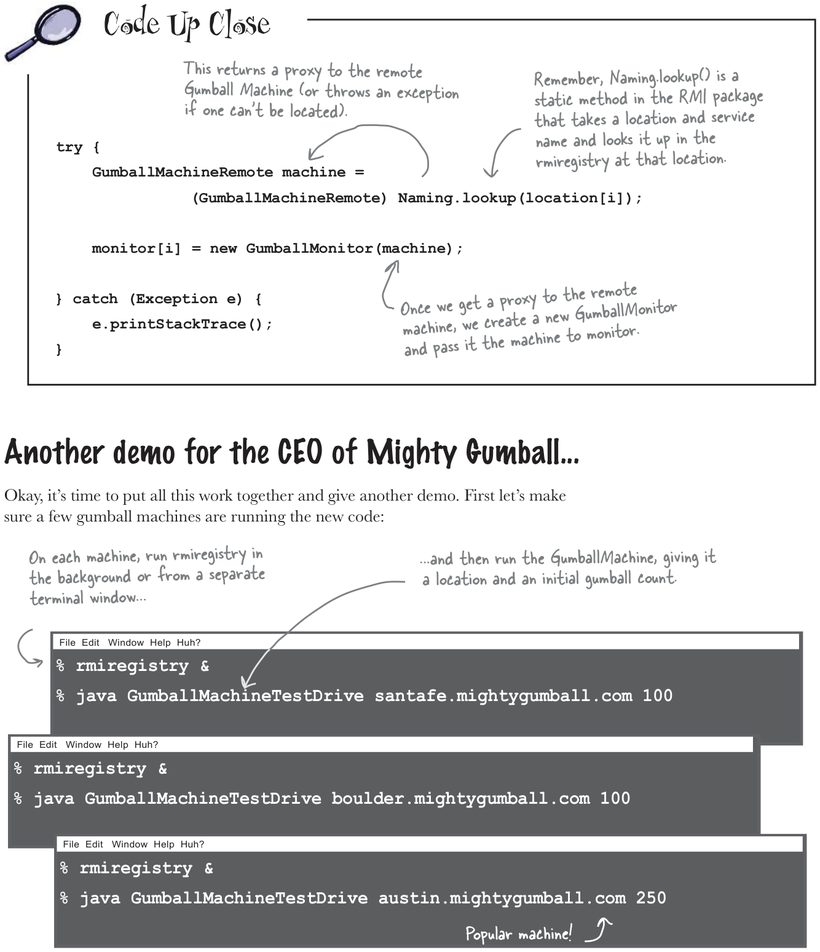 Code Up Close
This returns a proxy to the remote
Gumball Machine (or throws an exception
if one can't be located).
Remember, Naming.lookup() is a
static method in the RMI package
that takes a location and service
name and looks it up in the
rmiregistry at that location.
try {
GumballMachineRemote machine =
(GumballMachineRemote) Naming.lookup(location[i]);
monitor[i] = new GumballMonitor(machine);
} catch (Exception e) {
e.printStackTrace();
}
Once we get a proxy to the remote
machine, we create a new GumballMonitor
and pass it the machine to monitor.
Another demo for the CEO of Mighty Gumball...
Okay, it's time to put all this work together and give another demo. First let's make
sure a few gumball machines are running the new code:
On each machine, run rmiregistry in
the background or from a separate
terminal window...
...and then run the GumballMachine, giving it
a location and an initial gumball count.
File Edit Window Help Huh?
% rmiregistry &
% java GumballMachineTestDrive santafe.mightygumball.com 100
File Edit Window Help Huh?
% rmiregistry &
% java GumballMachineTestDrive boulder.mightygumball.com 100
File Edit Window Help Huh?
% rmiregistry &
% java GumballMachineTestDrive austin.mightygumball.com 250
Popular machine!